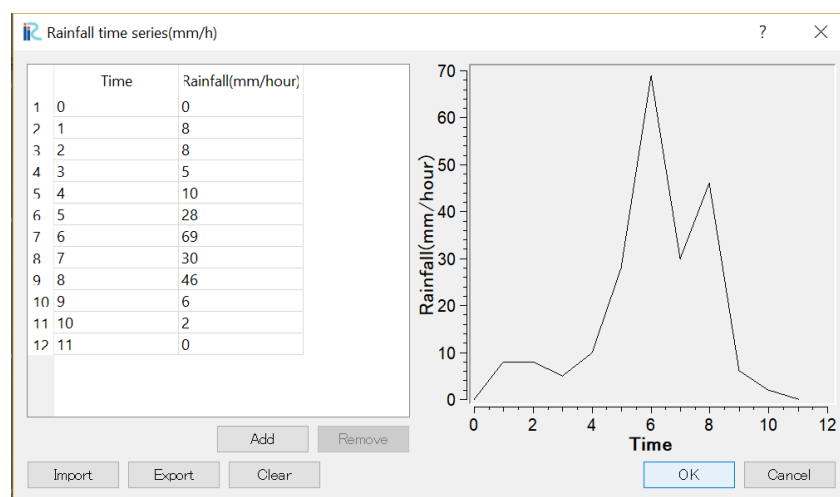 Rainfall time series(mm/h)
Time Rainfall(mm/hour)
1 0 0
2 1 8
3 2 8
4 3 5
5 4 10
6 5 28
7 6 69
8 7 30
9 8 46
10 9 6
11 10 2
12 11 0
Add Remove
Import Export Clear
70
60
50
40
30
20
10
0
Rainfall(mm/hour)
0 2 4 6 8 10 12
Time
OK Cancel